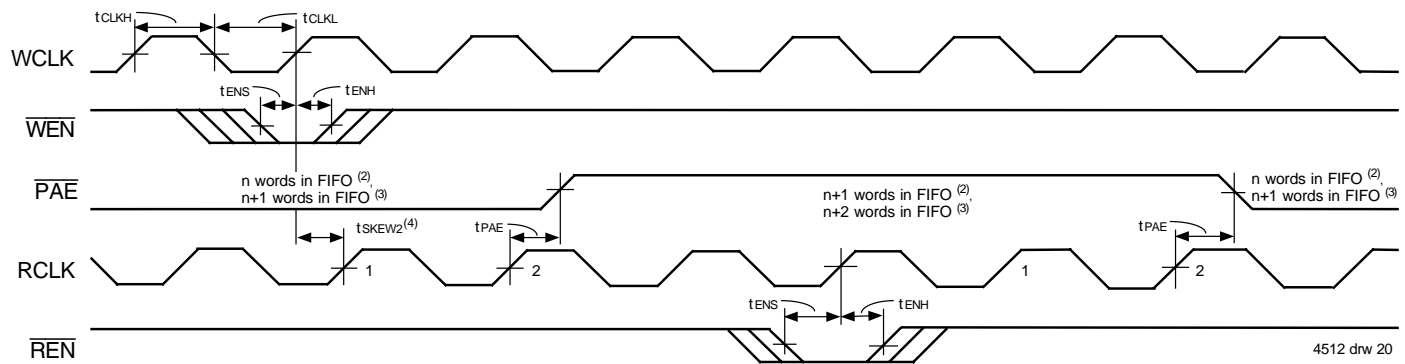 tCLKH tCLKL
WCLK
tENS tENH
WEN
PAE
n words in FIFO (2),
n+1 words in FIFO (3)
n+1 words in FIFO (2),
n+2 words in FIFO (3)
n words in FIFO (2),
n+1 words in FIFO (3)
tSKEW2(4) tPAE tPAE
RCLK 1 2 1 2
tENS tENH
REN
4512 drw 20